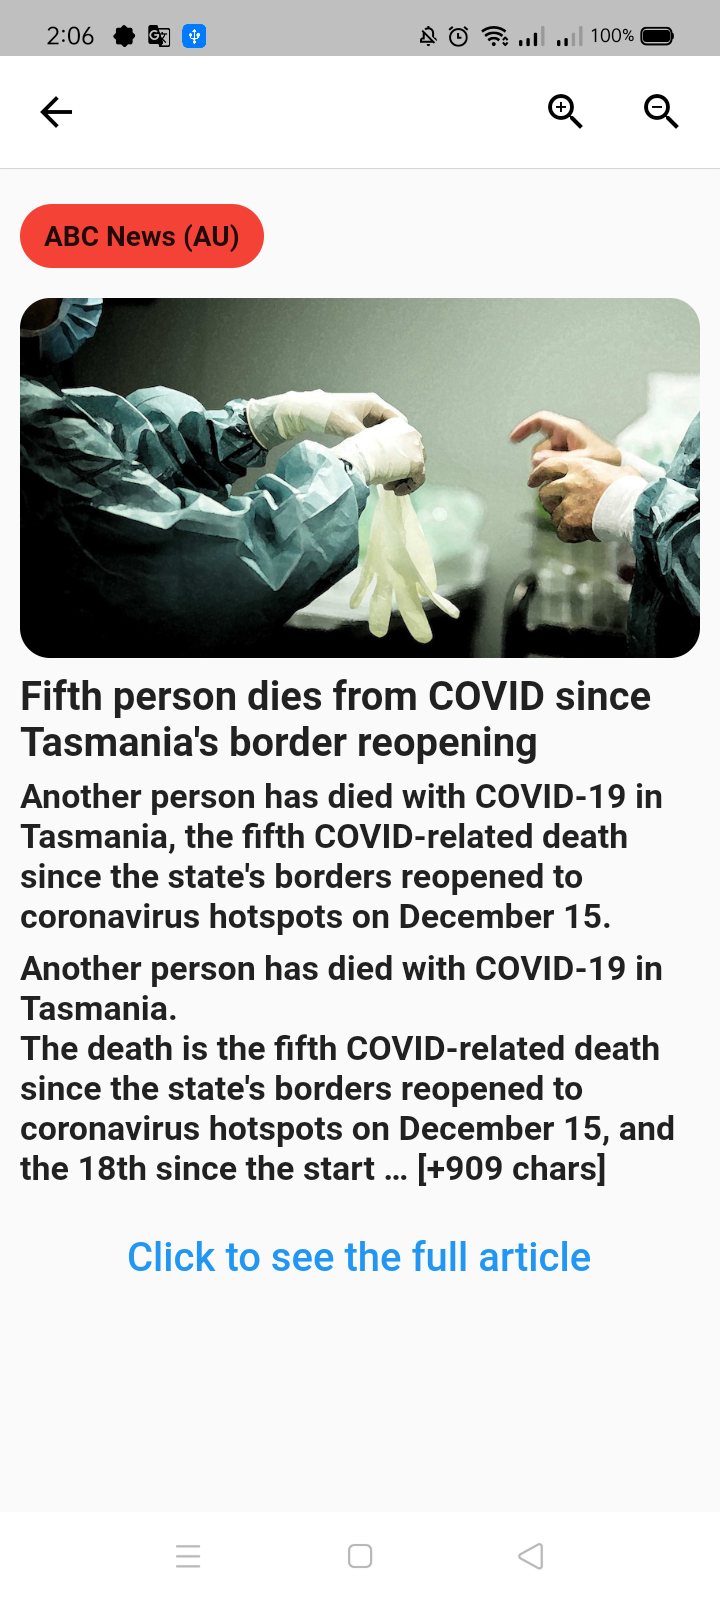 2:06
100%
ABC News (AU)
Fifth person dies from COVID since
Tasmania's border reopening
Another person has died with COVID-19 in
Tasmania, the fifth COVID-related death
since the state's borders reopened to
coronavirus hotspots on December 15.
Another person has died with COVID-19 in
Tasmania.
The death is the fifth COVID-related death
since the state's borders reopened to
coronavirus hotspots on December 15, and
the 18th since the start … [+909 chars]
Click to see the full article